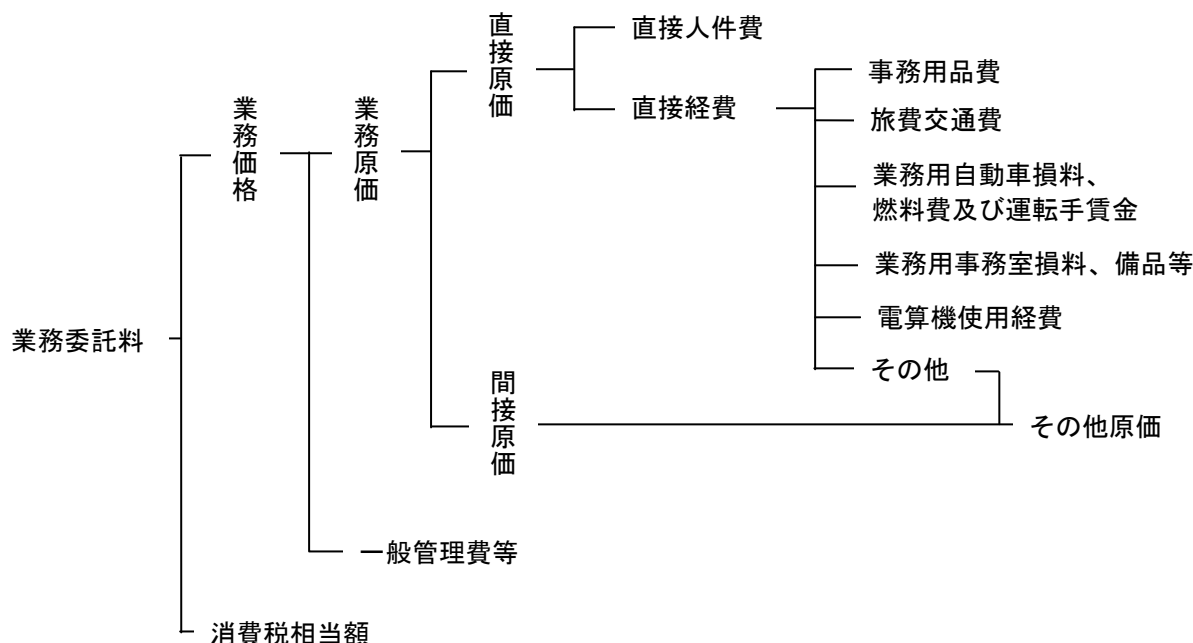 業務委託料
業務価格
業務原価
直接原価
直接人件費
直接経費
事務用品費
旅費交通費
業務用自動車損料、
燃料費及び運転手賃金
業務用事務室損料、備品等
電算機使用経費
その他
間接原価
その他原価
一般管理費等
消費税相当額